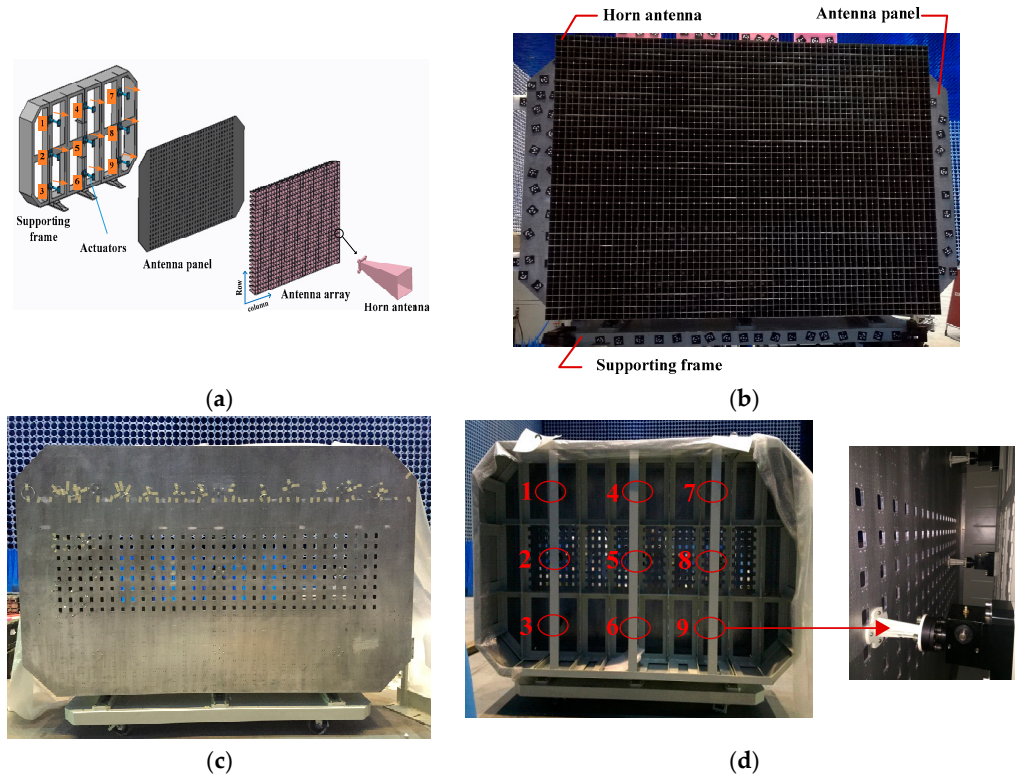 Horn antenna
Antenna panel
7
4
1
8
5
2
9
6
3
Supporting
frame
Actuators
Antenna panel
Row
column
Antenna array
Horn antenna
Supporting frame
(a)
(b)
1
4
7
2
5
8
3
6
9
(c)
(d)